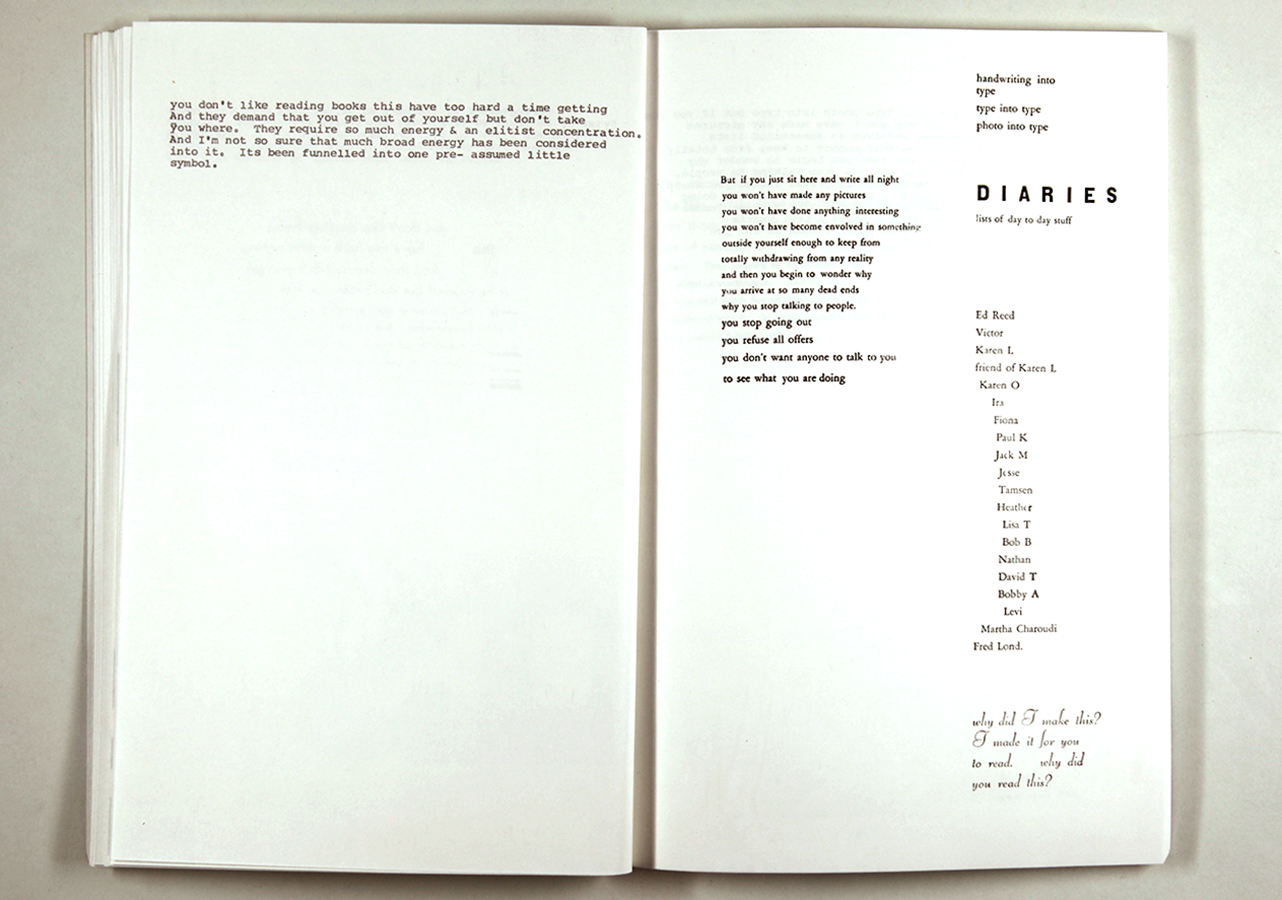 you don't like reading books this have too hard a time getting
And they demand that you get out of yourself but don't take
you where.  They require so much energy & an elitist concentration.
And I'm not so sure that much broad energy has been considered
into it.  Its been funnelled into one pre- assumed little
symbol.
But if you just sit here and write all night
you won't have made any pictures
you won't have done anything interesting
you won't have become envolved in something
outside yourself enough to keep from
totally withdrawing from any reality
and then you begin to wonder why
you arrive at so many dead ends
why you stop talking to people.
you stop going out
you refuse all offers
you don't want anyone to talk to you
to see what you are doing
handwriting into
type
type into type
photo into type
DIARIES
lists of day to day stuff
Ed Reed
Victor
Karen L
friend of Karen L
Karen O
Ira
Fiona
Paul K
Jack M
Jesse
Tamsen
Heather
Lisa T
Bob B
Nathan
David T
Bobby A
Levi
Martha Charoudi
Fred Lond.
why did I make this?
I made it for you
to read. why did
you read this?